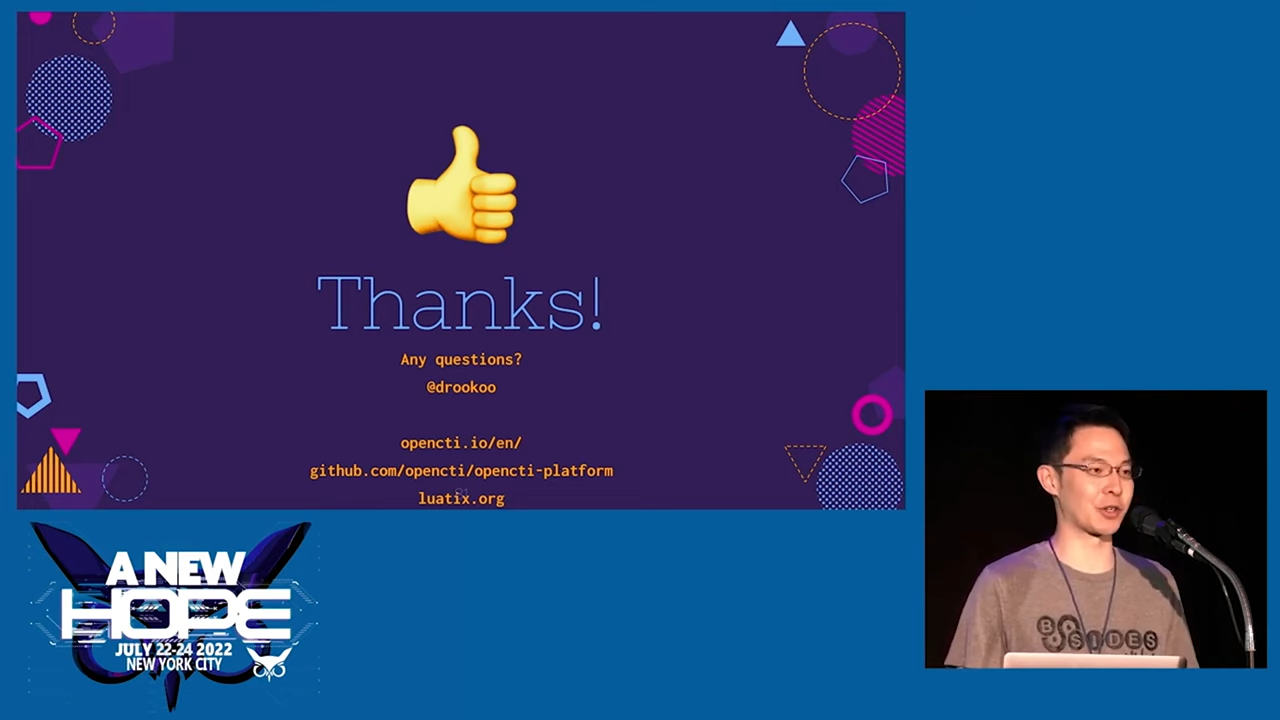 Thanks!
Any questions?
@drookoo
opencti.io/en/
github.com/opencti/opencti-platform
luatix.org
A NEW
HOPE
JULY 22-24 2022
NEW YORK CITY
BSIDES